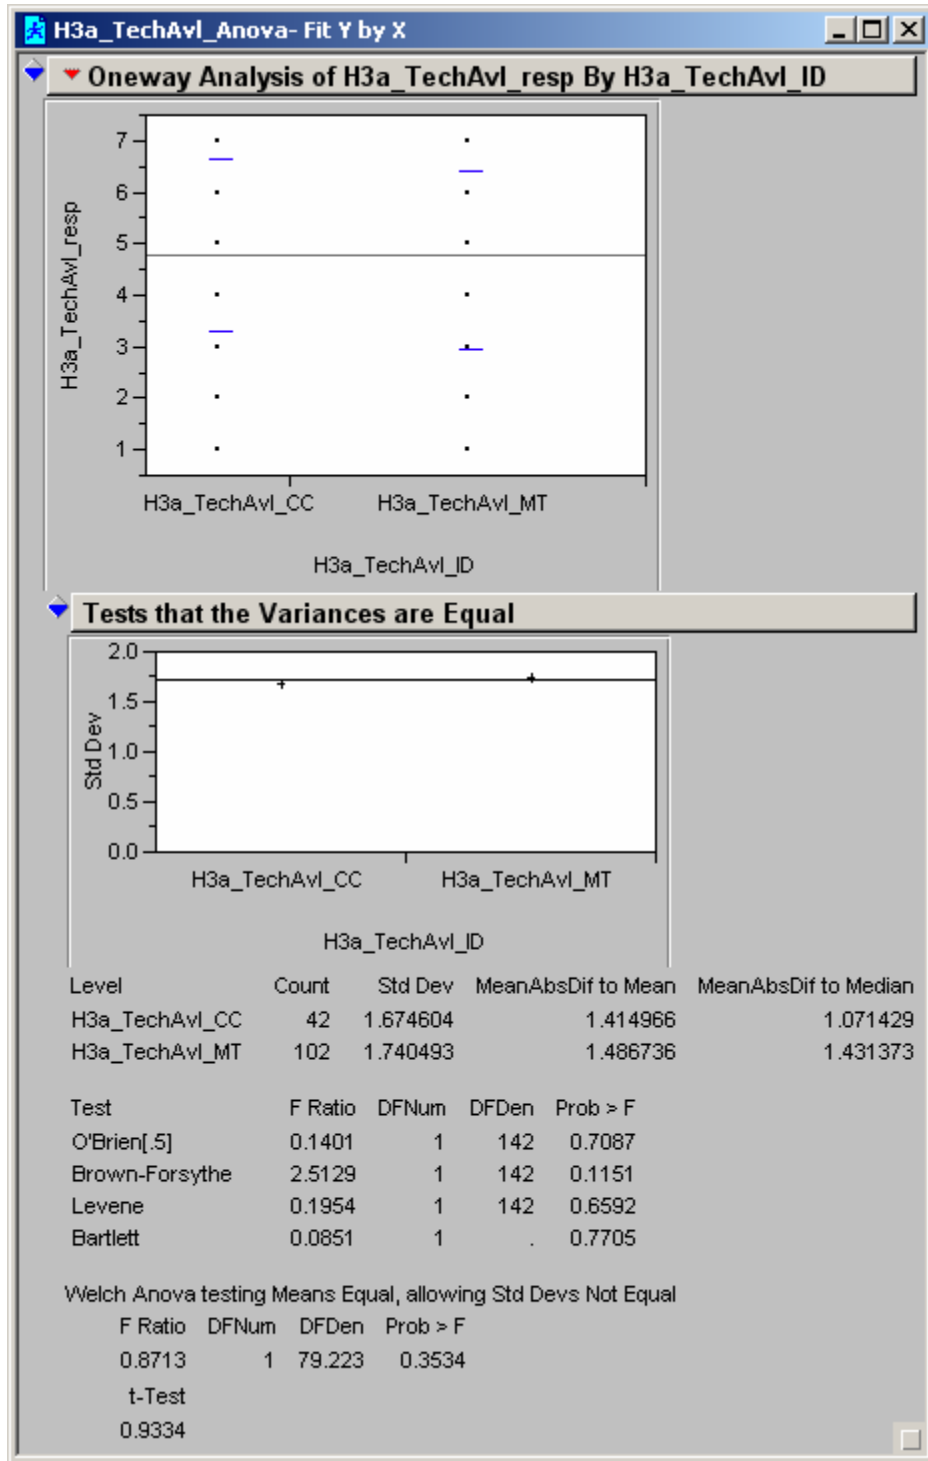 H3a_TechAvl_Anova- Fit Y by X
Oneway Analysis of H3a_TechAvl_resp By H3a_TechAvl_ID
H3a_TechAvl_resp
7
6
5
4
3
2
1
H3a_TechAvl_CC H3a_TechAvl_MT
H3a_TechAvl_ID
Tests that the Variances are Equal
Std Dev
2.0
1.5
1.0
0.5
0.0
H3a_TechAvl_CC H3a_TechAvl_MT
H3a_TechAvl_ID
Level Count Std Dev MeanAbsDif to Mean MeanAbsDif to Median
H3a_TechAvl_CC 42 1.674604 1.414966 1.071429
H3a_TechAvl_MT 102 1.740493 1.486736 1.431373
Test F Ratio DFNum DFDen Prob > F
O'Brien[.5] 0.1401 1 142 0.7087
Brown-Forsythe 2.5129 1 142 0.1151
Levene 0.1954 1 142 0.6592
Bartlett 0.0851 1 . 0.7705
Welch Anova testing Means Equal, allowing Std Devs Not Equal
F Ratio DFNum DFDen Prob > F
0.8713 1 79.223 0.3534
t-Test
0.9334